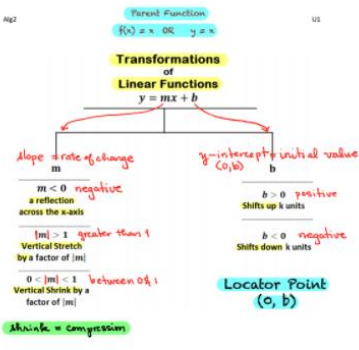 Alg2
Parent Function
U1
f(x) = x OR y = x
Transformations
of
Linear Functions
y = mx + b
slope = rate of change
m
y-intercept = initial value
(0,b)
b
m < 0 negative
a reflection
across the x-axis
|m| > 1 greater than 1
Vertical Stretch
by a factor of |m|
0 < |m| < 1 between 0 & 1
Vertical Shrink by a
factor of |m|
shrink = compression
b > 0 positive
Shifts up k units
b < 0 negative
Shifts down k units
Locator Point
(0, b)